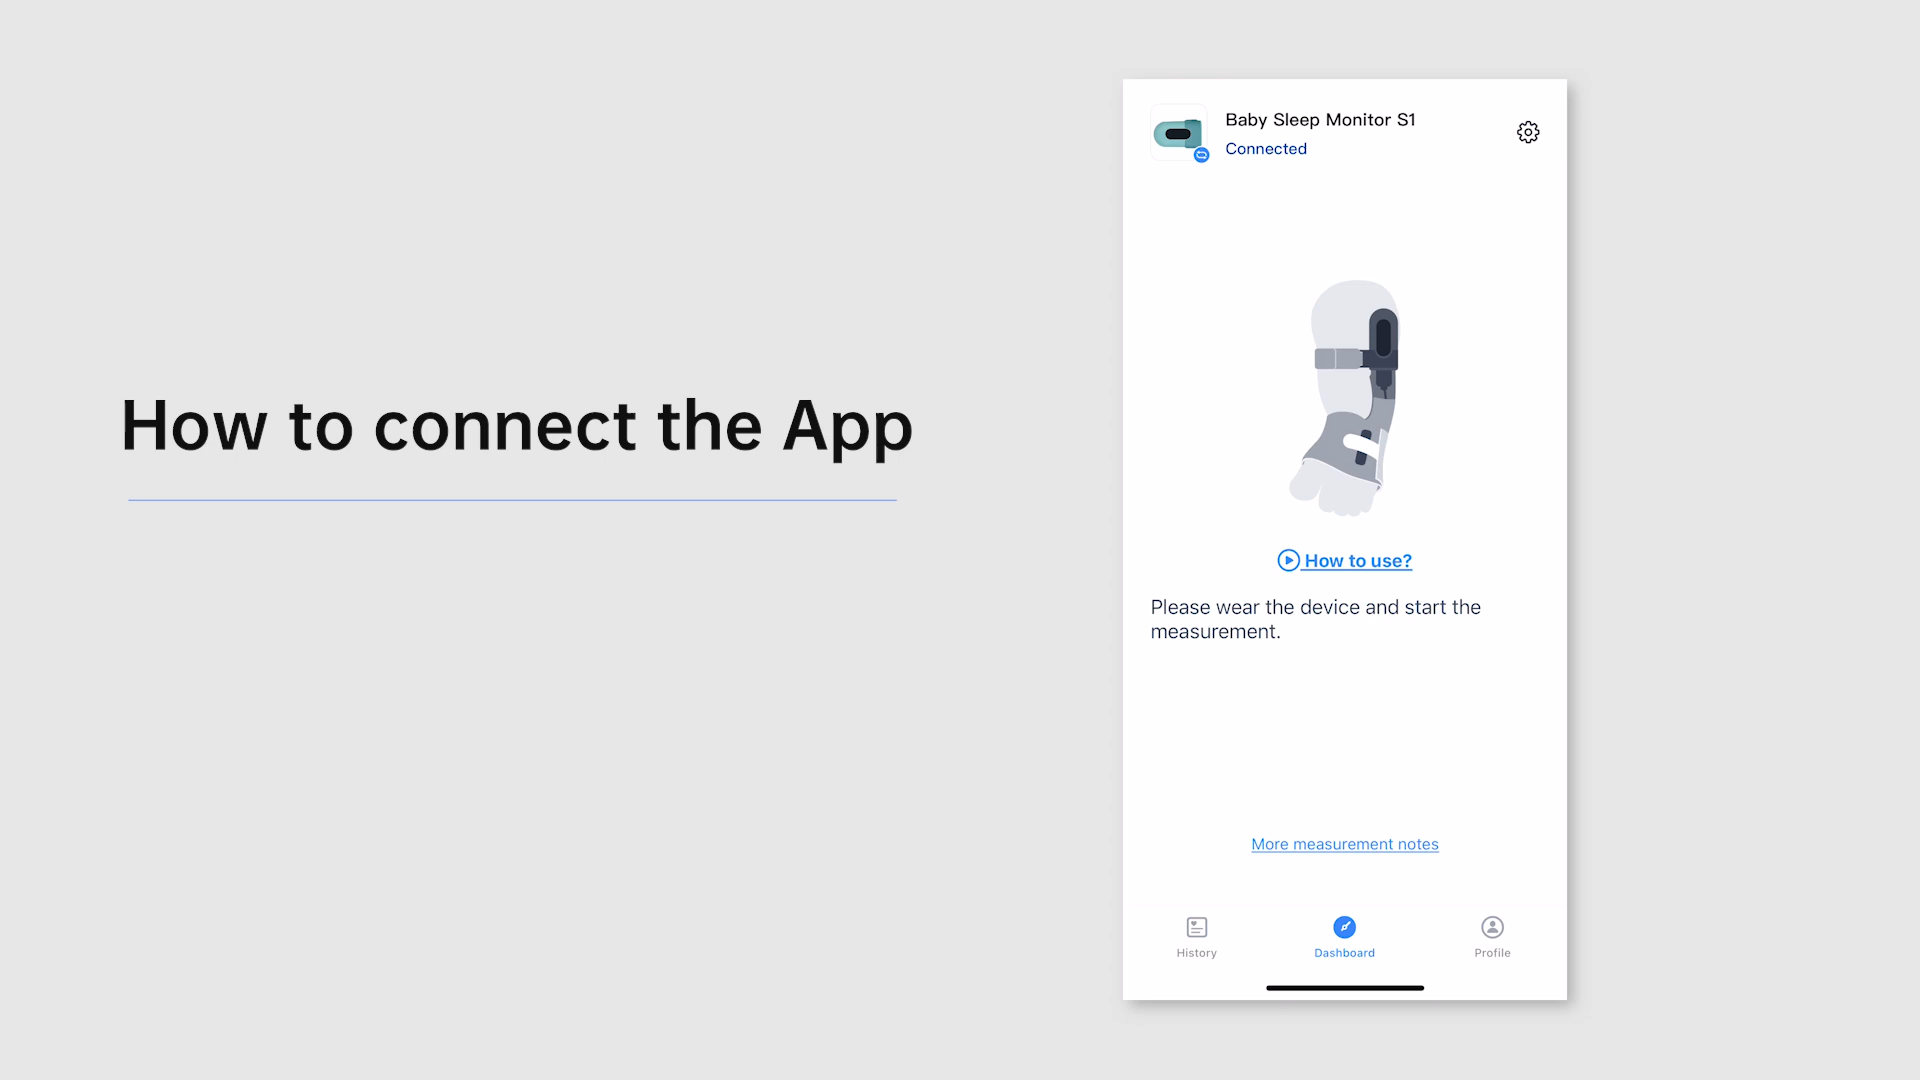 How to connect the App
Baby Sleep Monitor S1
Connected
How to use?
Please wear the device and start the
measurement.
More measurement notes
History
Dashboard
Profile